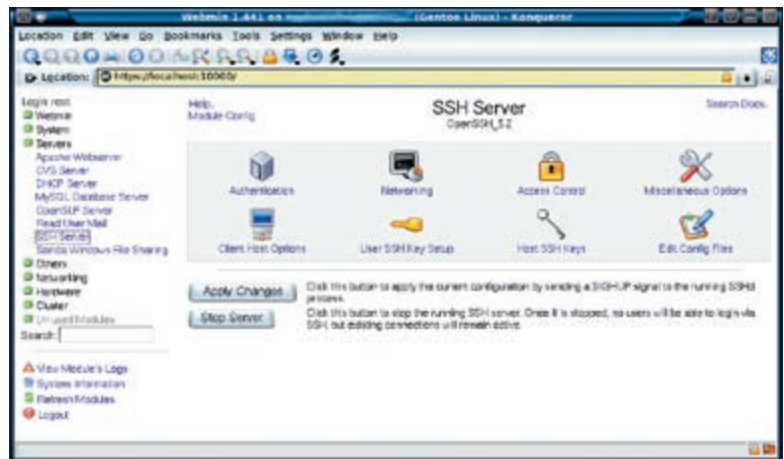 Webmin 1.441 on (Gentoo Linux) - Konqueror
Location Edit View Go Bookmarks Tools Settings Window Help
Location: https://localhost:10000/
Login: root
Webmin
System
Servers
Apache Webserver
CVS Server
DHCP Server
MySQL Database Server
OpenSLP Server
Read User Mail
SSH Server
Samba Windows File Sharing
Others
Networking
Hardware
Cluster
Un-used Modules
Search:
View Module's Logs
System Information
Refresh Modules
Logout
Help..
Module Config
SSH Server
OpenSSH_5.2
Search Docs..
Authentication
Networking
Access Control
Miscellaneous Options
Client Host Options
User SSH Key Setup
Host SSH Keys
Edit Config Files
Apply Changes
Click this button to apply the current configuration by sending a SIGHUP signal to the running SSHd
process.
Stop Server
Click this button to stop the running SSH server. Once it is stopped, no users will be able to login via
SSH, but existing connections will remain active.